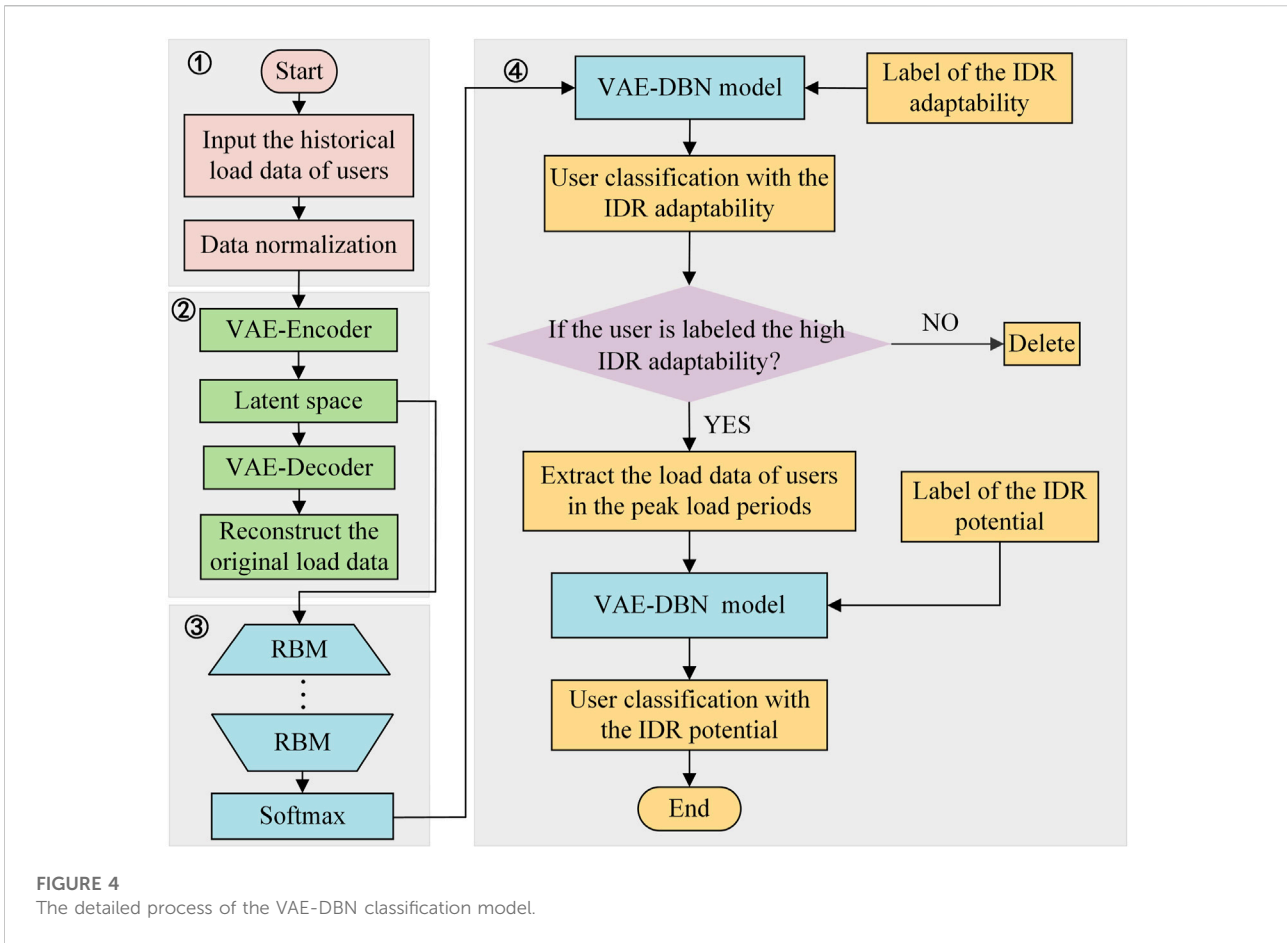 ①
Start
Input the historical
load data of users
Data normalization
②
VAE-Encoder
Latent space
VAE-Decoder
Reconstruct the
original load data
③
RBM
RBM
Softmax
④
VAE-DBN model
Label of the IDR
adaptability
User classification with the
IDR adaptability
If the user is labeled the high
IDR adaptability?
NO
Delete
YES
Extract the load data of users
in the peak load periods
Label of the IDR
potential
VAE-DBN model
User classification with
the IDR potential
End
FIGURE 4
The detailed process of the VAE-DBN classification model.